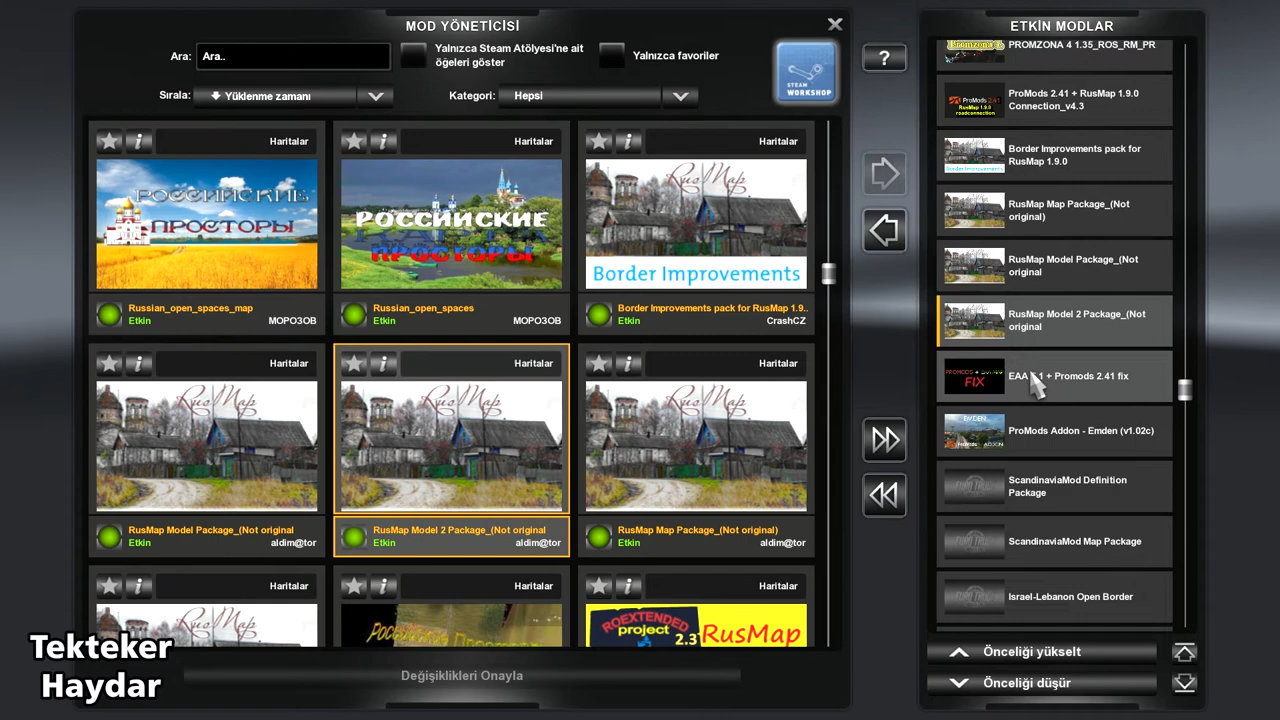 MOD YÖNETİCİSİ
Ara:
Ara..
Yalnızca Steam Atölyesi'ne ait
öğeleri göster
Yalnızca favoriler
STEAM
WORKSHOP
Sırala:
Yüklenme zamanı
Kategori:
Hepsi
Haritalar
Haritalar
Haritalar
РОССИЙСКИЕ
ПРОСТОРЫ
РОССИЙСКИЕ
ПРОСТОРЫ
RusMap
Border Improvements
Russian_open_spaces_map
Etkin
МОРОЗОВ
Russian_open_spaces
Etkin
МОРОЗОВ
Border Improvements pack for RusMap 1.9..
Etkin
CrashCZ
Haritalar
Haritalar
Haritalar
RusMap
RusMap
RusMap
RusMap Model Package_(Not original
Etkin
aldim@tor
RusMap Model 2 Package_(Not original
Etkin
aldim@tor
RusMap Map Package_(Not original)
Etkin
aldim@tor
Haritalar
Haritalar
Haritalar
RusMap
ROEXTENDED
project
2.3
RusMap
Değişiklikleri Onayla
?
ETKİN MODLAR
PROMZONA 4 1.35_ROS_RM_PR
ProMods 2.41 + RusMap 1.9.0
Connection_v4.3
Border Improvements pack for
RusMap 1.9.0
RusMap Map Package_(Not
original)
RusMap Model Package_(Not
original
RusMap Model 2 Package_(Not
original
FIX
+ Promods 2.41 fix
ProMods Addon - Emden (v1.02c)
ScandinaviaMod Definition
Package
ScandinaviaMod Map Package
Israel-Lebanon Open Border
Önceliği yükselt
Önceliği düşür
Tekteker
Haydar